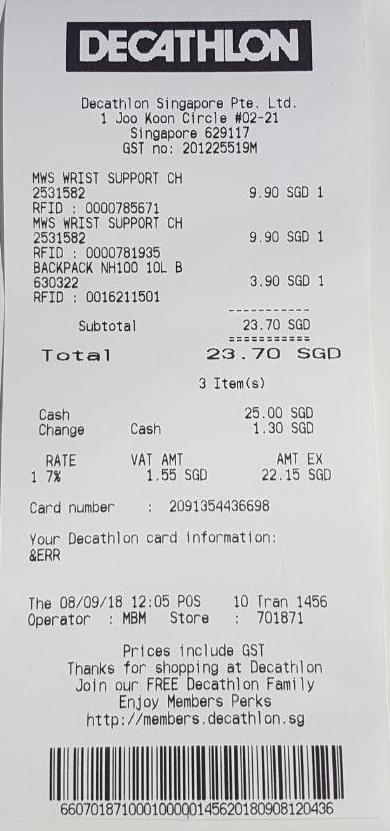 DECATHLON
Decathlon Singapore Pte. Ltd.
1 Joo Koon Circle #02-21
Singapore 629117
GST no: 201225519M
MWS WRIST SUPPORT CH
2531582 9.90 SGD 1
RFID : 0000785671
MWS WRIST SUPPORT CH
2531582 9.90 SGD 1
RFID : 0000781935
BACKPACK NH100 10L B
630322 3.90 SGD 1
RFID : 0016211501
Subtotal 23.70 SGD
Total 23.70 SGD
3 Item(s)
Cash 25.00 SGD
Change Cash 1.30 SGD
RATE VAT AMT AMT EX
1 7% 1.55 SGD 22.15 SGD
Card number : 2091354436698
Your Decathlon card information:
&ERR
The 08/09/18 12:05 POS 10 Tran 1456
Operator : MBM Store : 701871
Prices include GST
Thanks for shopping at Decathlon
Join our FREE Decathlon Family
Enjoy Members Perks
http://members.decathlon.sg
660701871000100000145620180908120436